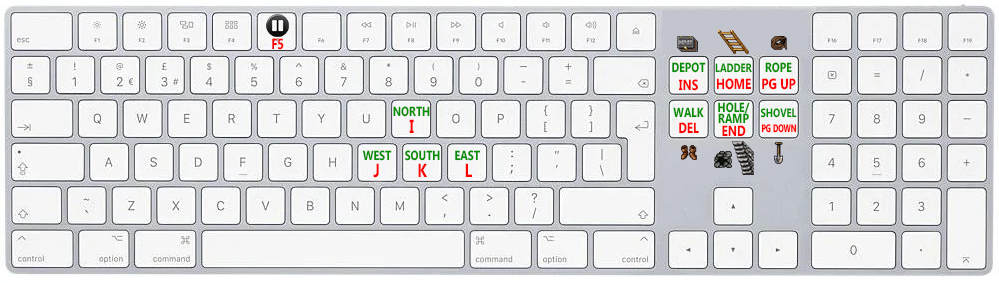 esc F1 F2 F3 F4 F5 F6 F7 F8 F9 F10 F11 F12 F16 F17 F18 F19
± § ! 1 @ 2 € £ 3 # $ 4 % 5 ^ 6 & 7 * 8 ( 9 ) 0 _ - + = DEPOT INS LADDER HOME ROPE PG UP = / *
Q W E R T Y U NORTH I O P { [ } ] WALK DEL HOLE/ RAMP END SHOVEL PG DOWN 7 8 9 −
A S D F G H WEST J SOUTH K EAST L : ; " ' | \ 4 5 6 +
~ ` Z X C V B N M < , > . ? / 1 2 3
control option command command option control 0 .